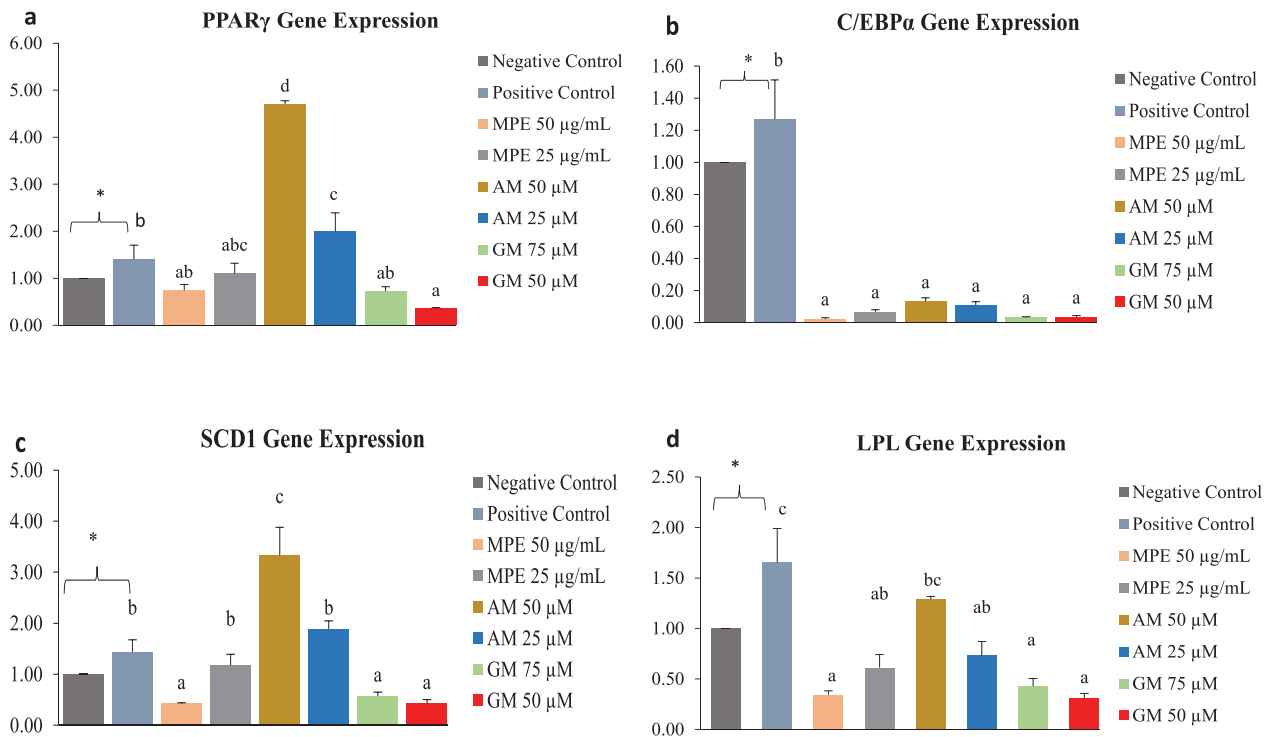 a
PPARγ Gene Expression
6.00
5.00
4.00
3.00
2.00
1.00
0.00
*
b
ab
abc
d
c
ab
a
Negative Control
Positive Control
MPE 50 µg/mL
MPE 25 µg/mL
AM 50 µM
AM 25 µM
GM 75 µM
GM 50 µM
b
C/EBPα Gene Expression
1.60
1.40
1.20
1.00
0.80
0.60
0.40
0.20
0.00
*
b
a
a
a
a
a
a
Negative Control
Positive Control
MPE 50 µg/mL
MPE 25 µg/mL
AM 50 µM
AM 25 µM
GM 75 µM
GM 50 µM
c
SCD1 Gene Expression
5.00
4.00
3.00
2.00
1.00
0.00
*
b
a
b
c
b
a
a
Negative Control
Positive Control
MPE 50 µg/mL
MPE 25 µg/mL
AM 50 µM
AM 25 µM
GM 75 µM
GM 50 µM
d
LPL Gene Expression
2.50
2.00
1.50
1.00
0.50
0.00
*
c
a
ab
bc
ab
a
a
Negative Control
Positive Control
MPE 50 µg/mL
MPE 25 µg/mL
AM 50 µM
AM 25 µM
GM 75 µM
GM 50 µM